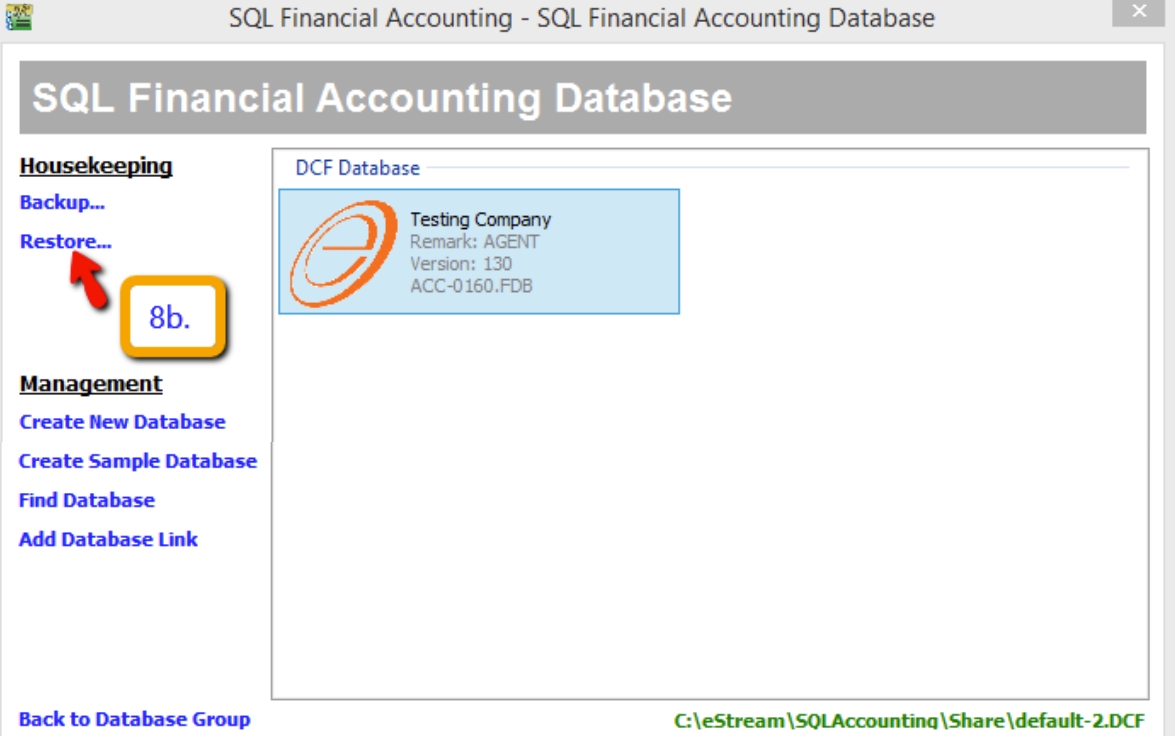 SQL Financial Accounting - SQL Financial Accounting Database
×
SQL Financial Accounting Database
Housekeeping
Backup...
Restore...
8b.
Management
Create New Database
Create Sample Database
Find Database
Add Database Link
Back to Database Group
DCF Database
Testing Company
Remark: AGENT
Version: 130
ACC-0160.FDB
C:\eStream\SQLAccounting\Share\default-2.DCF